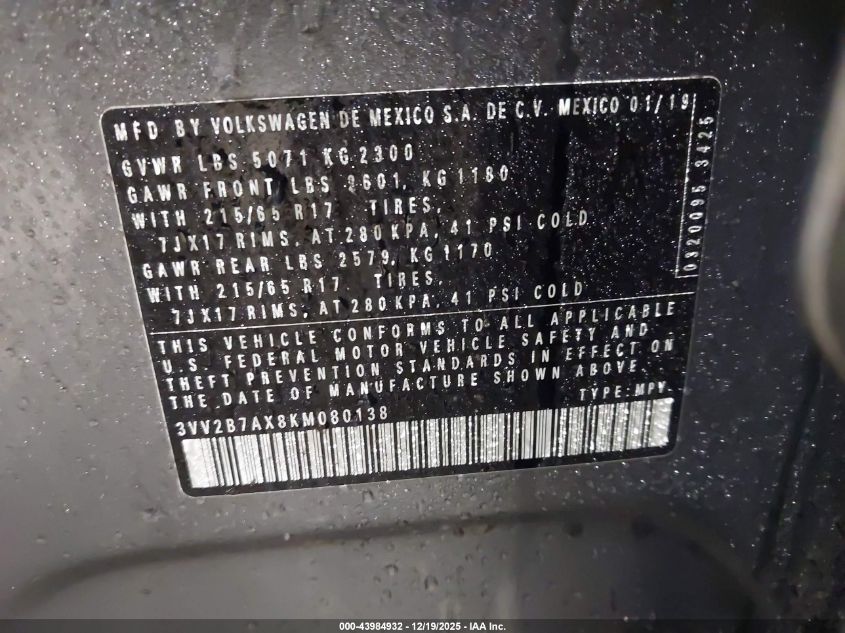 MFD BY VOLKSWAGEN DE MEXICO S.A. DE C.V. MEXICO 01/19
GVWR LBS 5071 KG 2300
GAWR FRONT LBS 2601, KG 1180
WITH 215/65 R17 TIRES,
7JX17 RIMS, AT 280 KPA, 41 PSI COLD
GAWR REAR LBS 2579, KG 1170
WITH 215/65 R17 TIRES,
7JX17 RIMS, AT 280 KPA, 41 PSI COLD
0320095 3425
THIS VEHICLE CONFORMS TO ALL APPLICABLE
U.S. FEDERAL MOTOR VEHICLE SAFETY AND
THEFT PREVENTION STANDARDS IN EFFECT ON
THE DATE OF MANUFACTURE SHOWN ABOVE.
TYPE: MPV
3VV2B7AX8KM080138
000-43984932 - 12/19/2025 - IAA Inc.